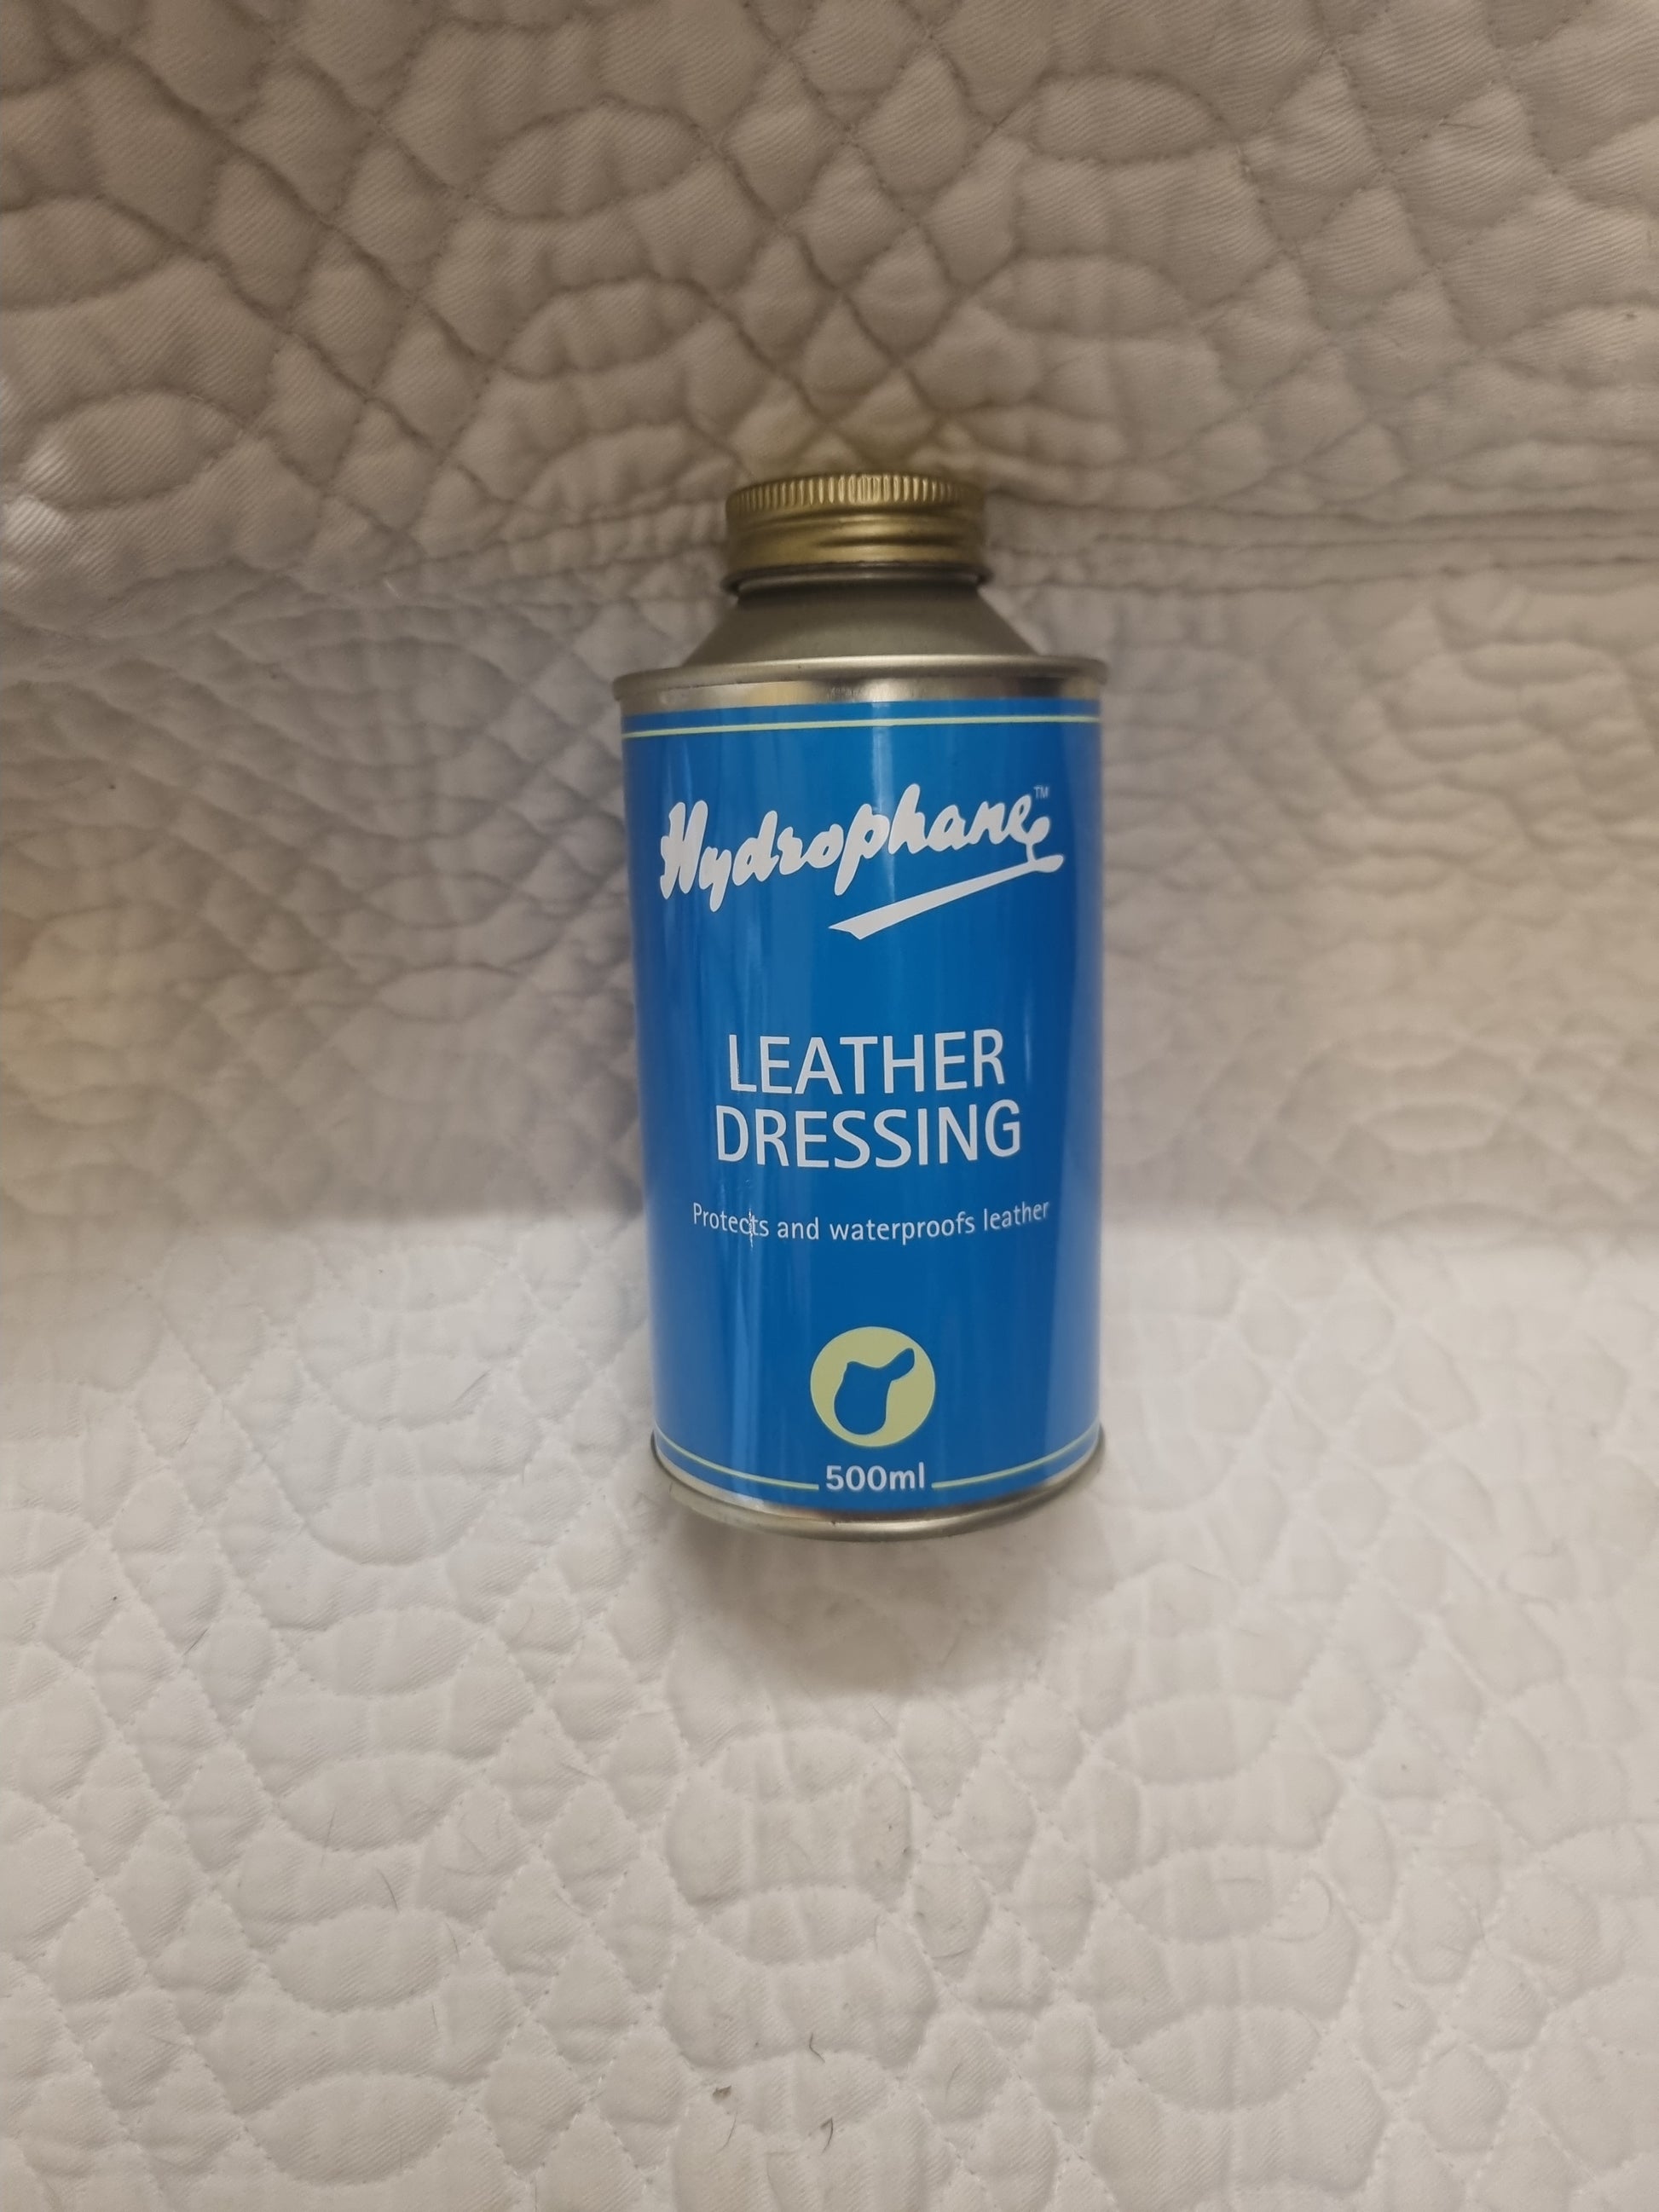 Hydrophane™
LEATHER
DRESSING
Protects and waterproofs leather
500ml